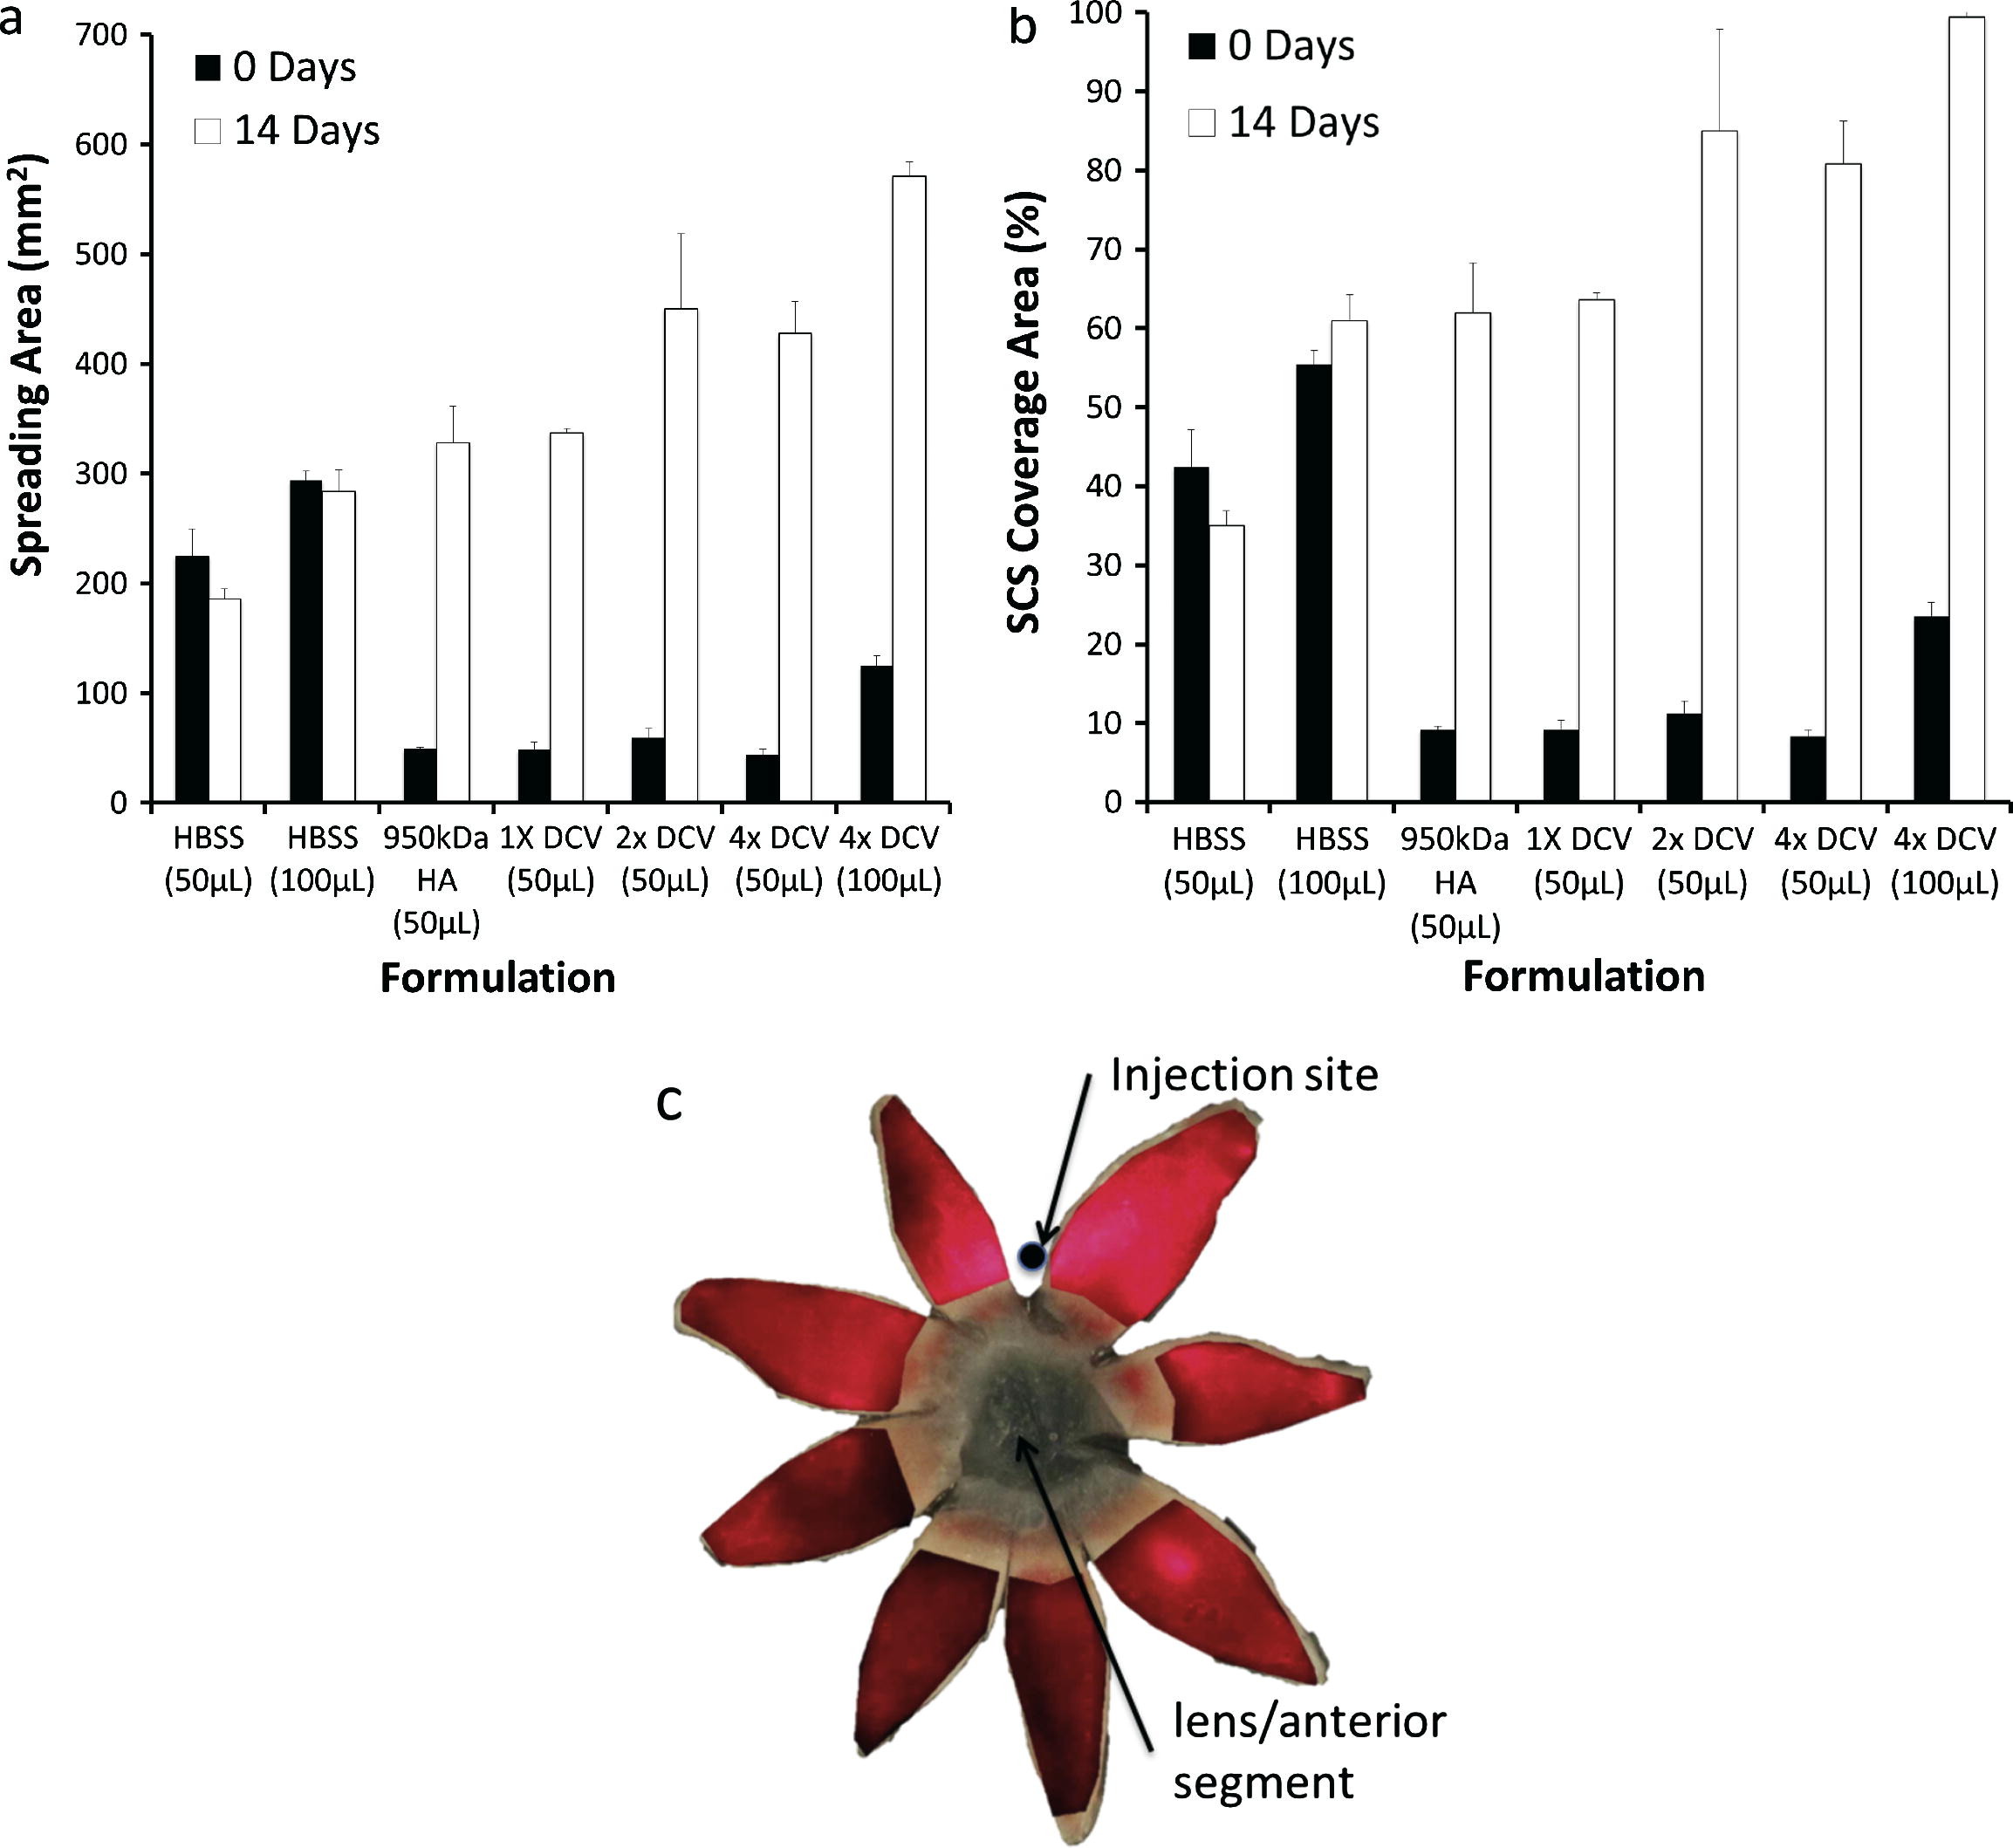 a
700
600
500
400
300
200
100
0
Spreading Area (mm²)
0 Days
14 Days
HBSS
(50µL)
HBSS
(100µL)
950kDa
HA
(50µL)
1X DCV
(50µL)
2x DCV
(50µL)
4x DCV
(50µL)
4x DCV
(100µL)
Formulation
b
100
90
80
70
60
50
40
30
20
10
0
SCS Coverage Area (%)
0 Days
14 Days
HBSS
(50µL)
HBSS
(100µL)
950kDa
HA
(50µL)
1X DCV
(50µL)
2x DCV
(50µL)
4x DCV
(50µL)
4x DCV
(100µL)
Formulation
c
Injection site
lens/anterior
segment